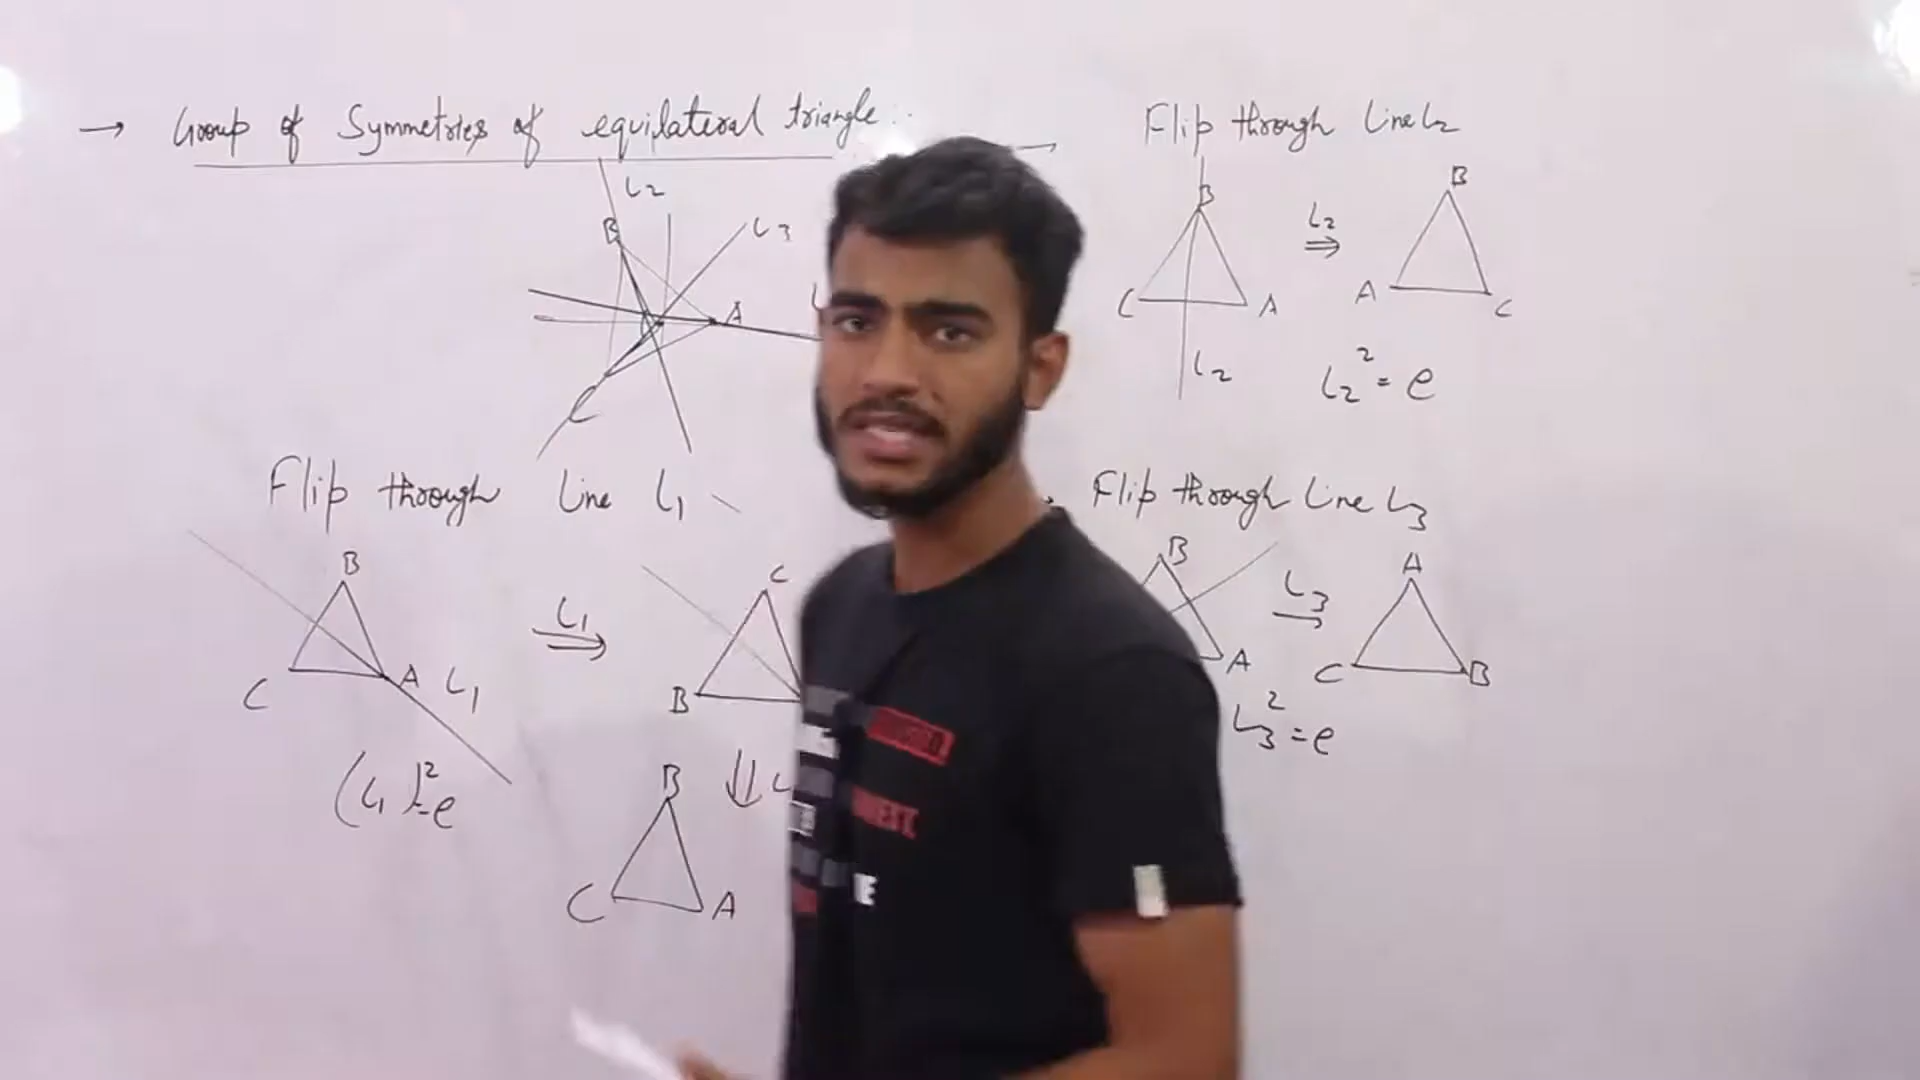 → Group of Symmetries of equilateral triangle
L2
B
L3
A
C
Flip through Line L1
B
C
A
L1
L1
⇒
C
B
(L1)²=e
⇓
B
C
A
→ Flip through Line L2
B
C
A
L2
L2
⇒
B
A
C
L2²=e
Flip through Line L3
B
A
L3
A
C
B
L3²=e